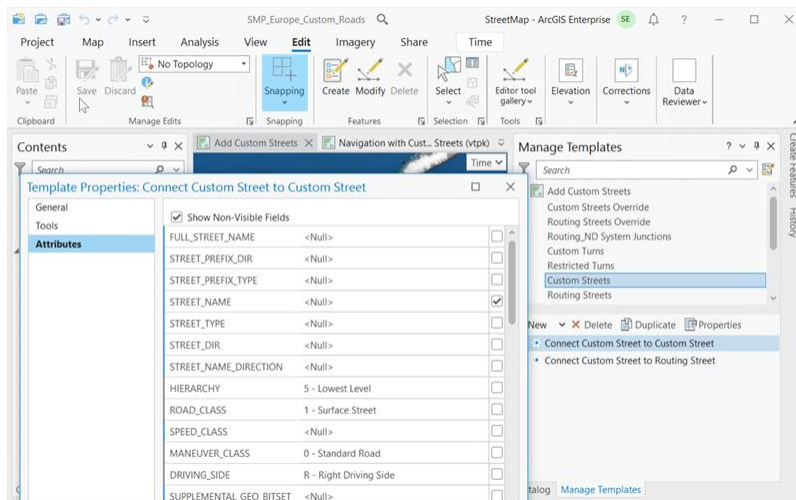 SMP_Europe_Custom_Roads
StreetMap - ArcGIS Enterprise
SE
?
Project
Map
Insert
Analysis
View
Edit
Imagery
Share
Time
Paste
Clipboard
Save
Discard
No Topology
Manage Edits
Snapping
Snapping
Create
Modify
Delete
Features
Select
Selection
Editor tool
gallery
Tools
Elevation
Corrections
Data
Reviewer
Contents
Search
Add Custom Streets
Navigation with Cust... Streets (vtpk)
Time
Template Properties: Connect Custom Street to Custom Street
General
Tools
Attributes
Show Non-Visible Fields
FULL_STREET_NAME <Null>
STREET_PREFIX_DIR <Null>
STREET_PREFIX_TYPE <Null>
STREET_NAME <Null>
STREET_TYPE <Null>
STREET_DIR <Null>
STREET_NAME_DIRECTION <Null>
HIERARCHY 5 - Lowest Level
ROAD_CLASS 1 - Surface Street
SPEED_CLASS <Null>
MANEUVER_CLASS 0 - Standard Road
DRIVING_SIDE R - Right Driving Side
SUPPLEMENTAL_GEO_BITSET <Null>
Manage Templates
?
Search
Add Custom Streets
Custom Streets Override
Routing Streets Override
Routing_ND System Junctions
Custom Turns
Restricted Turns
Custom Streets
Routing Streets
New
Delete
Duplicate
Properties
Connect Custom Street to Custom Street
Connect Custom Street to Routing Street
talog
Manage Templates
Create Features
History